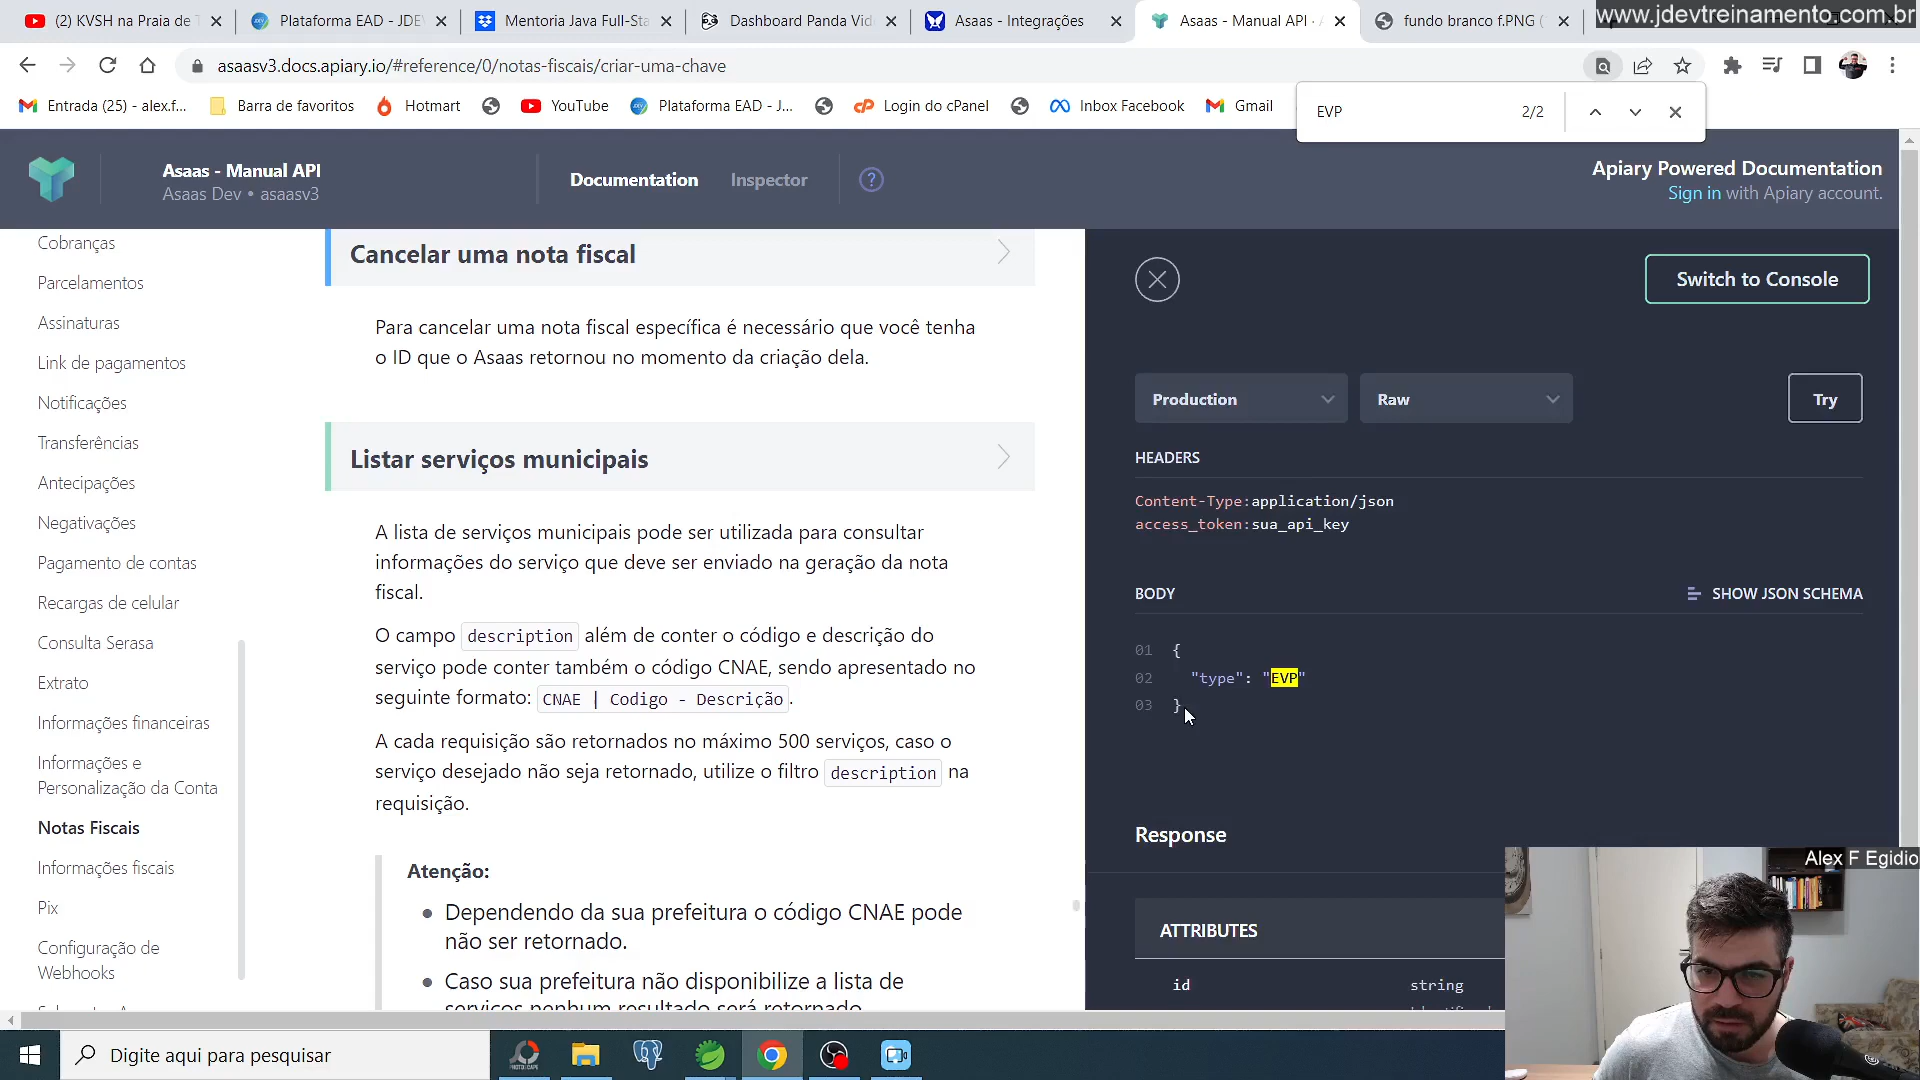 (2) KVSH na Praia de T
Plataforma EAD - JDEV
Mentoria Java Full-Sta
Dashboard Panda Vide
Asaas - Integrações
Asaas - Manual API · A
fundo branco f.PNG (
www.jdevtreinamento.com.br
asaasv3.docs.apiary.io/#reference/0/notas-fiscais/criar-uma-chave
Entrada (25) - alex.f...
Barra de favoritos
Hotmart
YouTube
Plataforma EAD - J...
Login do cPanel
Inbox Facebook
Gmail
EVP
2/2
Asaas - Manual API
Asaas Dev • asaasv3
Documentation
Inspector
?
Apiary Powered Documentation
Sign in with Apiary account.
Cobranças
Parcelamentos
Assinaturas
Link de pagamentos
Notificações
Transferências
Antecipações
Negativações
Pagamento de contas
Recargas de celular
Consulta Serasa
Extrato
Informações financeiras
Informações e
Personalização da Conta
Notas Fiscais
Informações fiscais
Pix
Configuração de
Webhooks
Cancelar uma nota fiscal
Para cancelar uma nota fiscal específica é necessário que você tenha
o ID que o Asaas retornou no momento da criação dela.
Listar serviços municipais
A lista de serviços municipais pode ser utilizada para consultar
informações do serviço que deve ser enviado na geração da nota
fiscal.
O campo description além de conter o código e descrição do
serviço pode conter também o código CNAE, sendo apresentado no
seguinte formato: CNAE | Codigo - Descrição.
A cada requisição são retornados no máximo 500 serviços, caso o
serviço desejado não seja retornado, utilize o filtro description na
requisição.
Atenção:
Dependendo da sua prefeitura o código CNAE pode
não ser retornado.
Caso sua prefeitura não disponibilize a lista de
serviços nenhum resultado será retornado
Switch to Console
Production
Raw
Try
HEADERS
Content-Type:application/json
access_token:sua_api_key
BODY
SHOW JSON SCHEMA
01 {
02 "type": "EVP"
03 }
Response
ATTRIBUTES
id
string
Alex F Egidio
Digite aqui para pesquisar